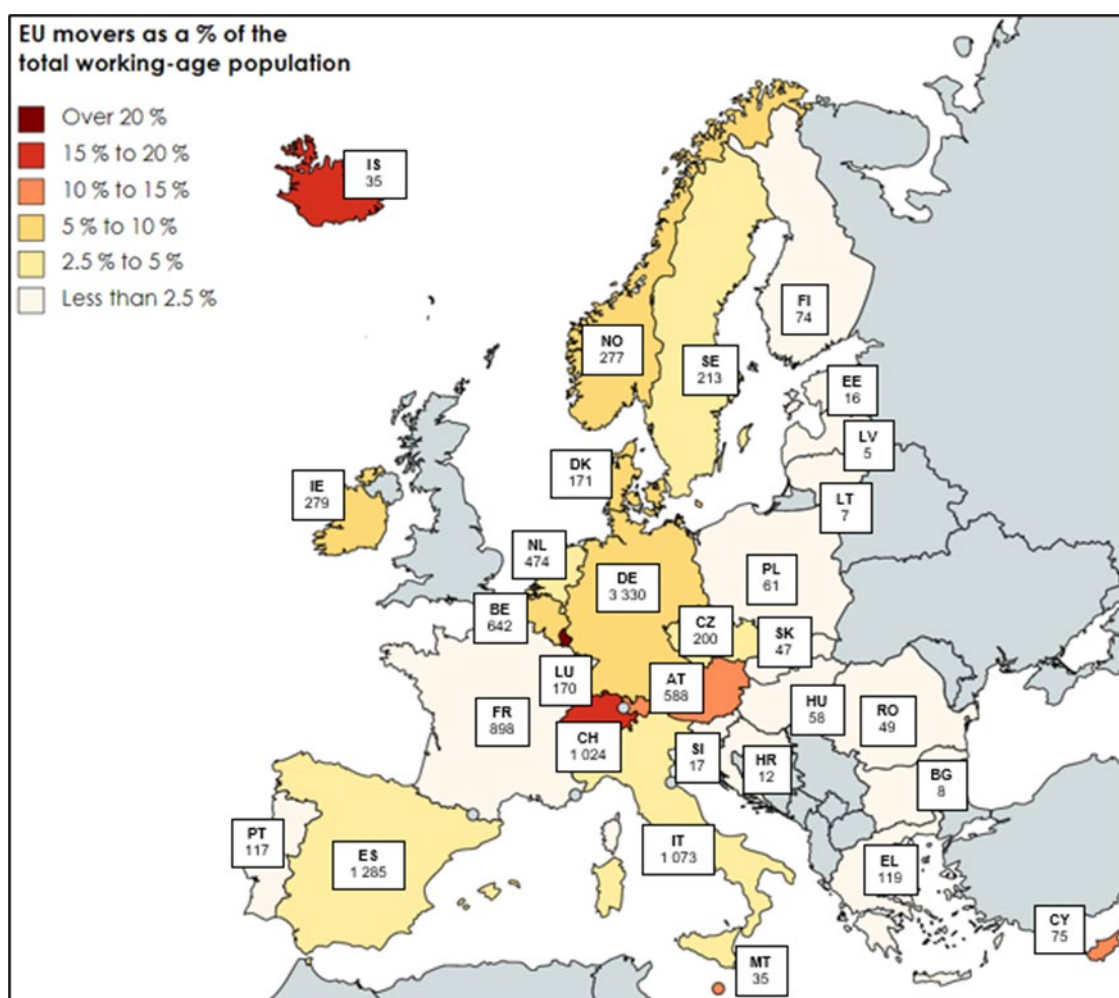 EU movers as a % of the
total working-age population
Over 20 %
15 % to 20 %
10 % to 15 %
5 % to 10 %
2.5 % to 5 %
Less than 2.5 %
IS
35
FI
74
NO
277
SE
213
EE
16
LV
5
DK
171
IE
279
LT
7
NL
474
PL
61
DE
3 330
BE
642
CZ
200
SK
47
LU
170
AT
588
HU
58
RO
49
FR
898
CH
1 024
SI
17
HR
12
BG
8
PT
117
ES
1 285
IT
1 073
EL
119
CY
75
MT
35